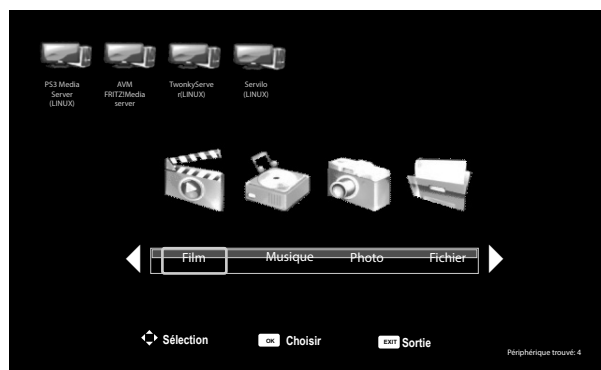 PS3 Media
Server
(LINUX)
AVM
FRITZ!Media
server
TwonkyServe
r(LINUX)
Servilo
(LINUX)
Film Musique Photo Fichier
Sélection OK Choisir EXIT Sortie
Périphérique trouvé: 4